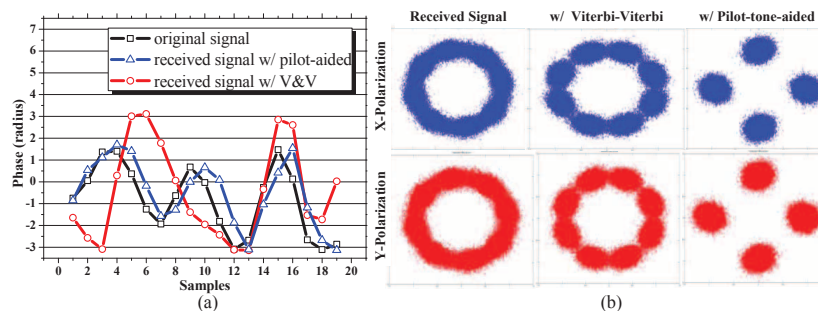 (a)
original signal
received signal w/ pilot-aided
received signal w/ V&V
Phase (radius)
7
6
5
4
3
2
1
0
-1
-2
-3
0 2 4 6 8 10 12 14 16 18 20
Samples
(a)
Received Signal
w/ Viterbi-Viterbi
w/ Pilot-tone-aided
X-Polarization
Y-Polarization
(b)